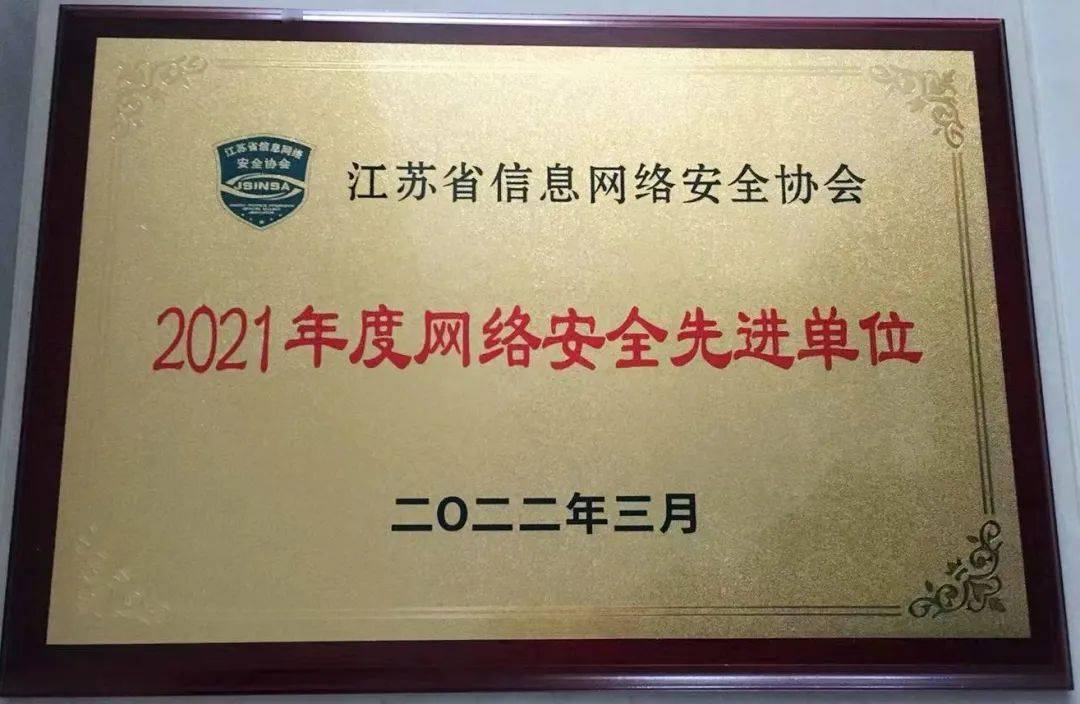 江苏省信息网络
安全协会
JSINSA
江苏省信息网络安全协会
2021年度网络安全先进单位
二〇二二年三月